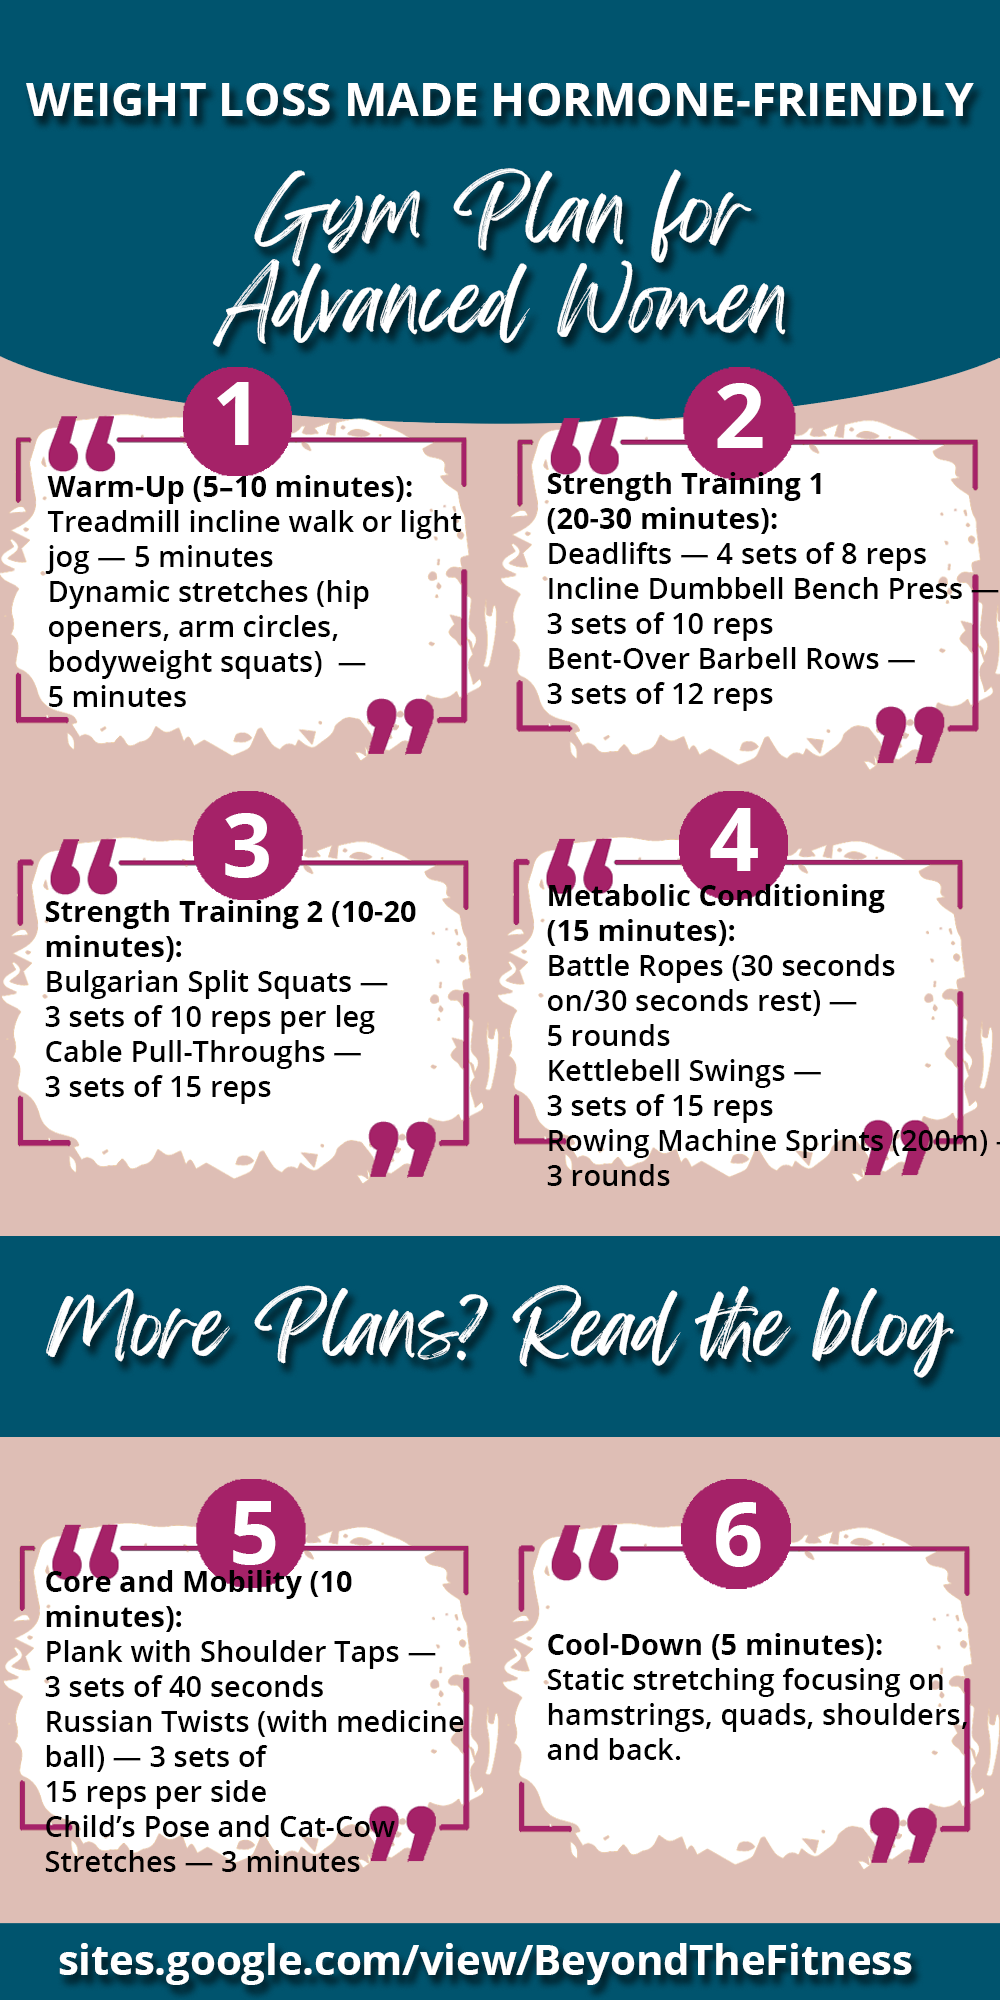 WEIGHT LOSS MADE HORMONE-FRIENDLY
Gym Plan for
Advanced Women
1
Warm-Up (5–10 minutes):
Treadmill incline walk or light
jog — 5 minutes
Dynamic stretches (hip
openers, arm circles,
bodyweight squats) —
5 minutes
2
Strength Training 1
(20-30 minutes):
Deadlifts — 4 sets of 8 reps
Incline Dumbbell Bench Press —
3 sets of 10 reps
Bent-Over Barbell Rows —
3 sets of 12 reps
3
Strength Training 2 (10-20
minutes):
Bulgarian Split Squats —
3 sets of 10 reps per leg
Cable Pull-Throughs —
3 sets of 15 reps
4
Metabolic Conditioning
(15 minutes):
Battle Ropes (30 seconds
on/30 seconds rest) —
5 rounds
Kettlebell Swings —
3 sets of 15 reps
Rowing Machine Sprints (200m) —
3 rounds
More Plans? Read the blog
5
Core and Mobility (10
minutes):
Plank with Shoulder Taps —
3 sets of 40 seconds
Russian Twists (with medicine
ball) — 3 sets of
15 reps per side
Child’s Pose and Cat-Cow
Stretches — 3 minutes
6
Cool-Down (5 minutes):
Static stretching focusing on
hamstrings, quads, shoulders,
and back.
sites.google.com/view/BeyondTheFitness